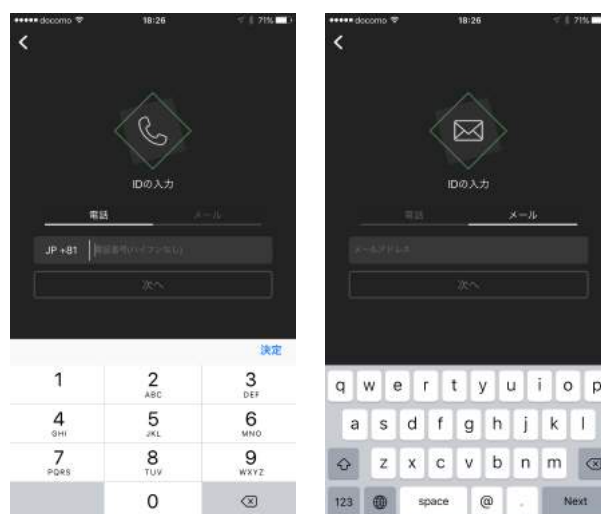 docomo 18:26 71%
IDの入力
電話 メール
JP +81 電話番号(ハイフンなし)
次へ
決定
1 2 3
ABC DEF
4 5 6
GHI JKL MNO
7 8 9
PQRS TUV WXYZ
0
docomo 18:26 71%
IDの入力
電話 メール
メールアドレス
次へ
q w e r t y u i o p
a s d f g h j k l
z x c v b n m
123 space @ . Next